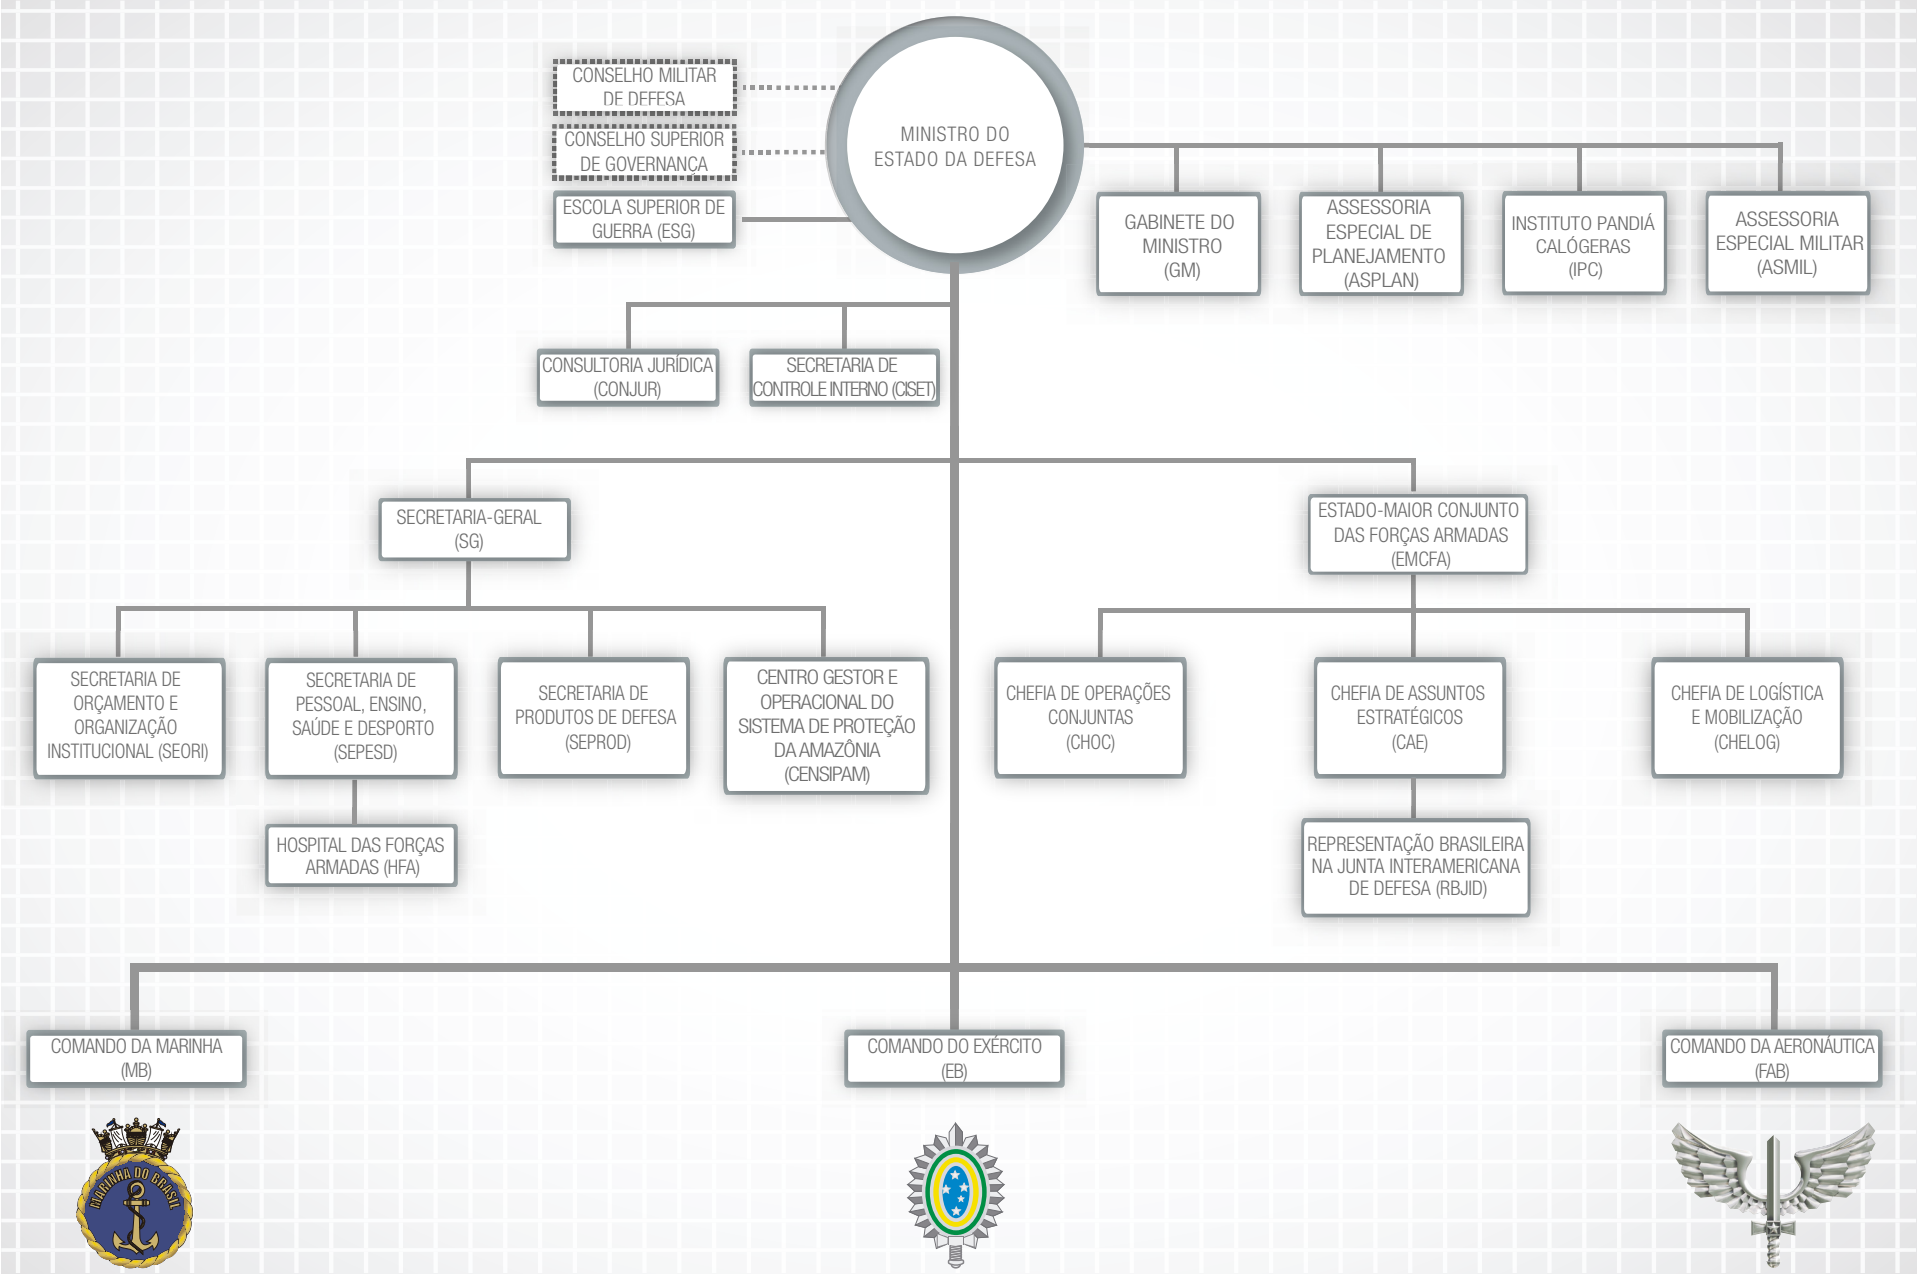 CONSELHO MILITAR
DE DEFESA
CONSELHO SUPERIOR
DE GOVERNANÇA
ESCOLA SUPERIOR DE
GUERRA (ESG)
MINISTRO DO
ESTADO DA DEFESA
GABINETE DO
MINISTRO
(GM)
ASSESSORIA
ESPECIAL DE
PLANEJAMENTO
(ASPLAN)
INSTITUTO PANDIÁ
CALÓGERAS
(IPC)
ASSESSORIA
ESPECIAL MILITAR
(ASMIL)
CONSULTORIA JURÍDICA
(CONJUR)
SECRETARIA DE
CONTROLE INTERNO (CISET)
SECRETARIA-GERAL
(SG)
ESTADO-MAIOR CONJUNTO
DAS FORÇAS ARMADAS
(EMCFA)
SECRETARIA DE
ORÇAMENTO E
ORGANIZAÇÃO
INSTITUCIONAL (SEORI)
SECRETARIA DE
PESSOAL, ENSINO,
SAÚDE E DESPORTO
(SEPESD)
SECRETARIA DE
PRODUTOS DE DEFESA
(SEPROD)
CENTRO GESTOR E
OPERACIONAL DO
SISTEMA DE PROTEÇÃO
DA AMAZÔNIA
(CENSIPAM)
CHEFIA DE OPERAÇÕES
CONJUNTAS
(CHOC)
CHEFIA DE ASSUNTOS
ESTRATÉGICOS
(CAE)
CHEFIA DE LOGÍSTICA
E MOBILIZAÇÃO
(CHELOG)
HOSPITAL DAS FORÇAS
ARMADAS (HFA)
REPRESENTAÇÃO BRASILEIRA
NA JUNTA INTERAMERICANA
DE DEFESA (RBJID)
COMANDO DA MARINHA
(MB)
COMANDO DO EXÉRCITO
(EB)
COMANDO DA AERONÁUTICA
(FAB)
MARINHA DO BRASIL